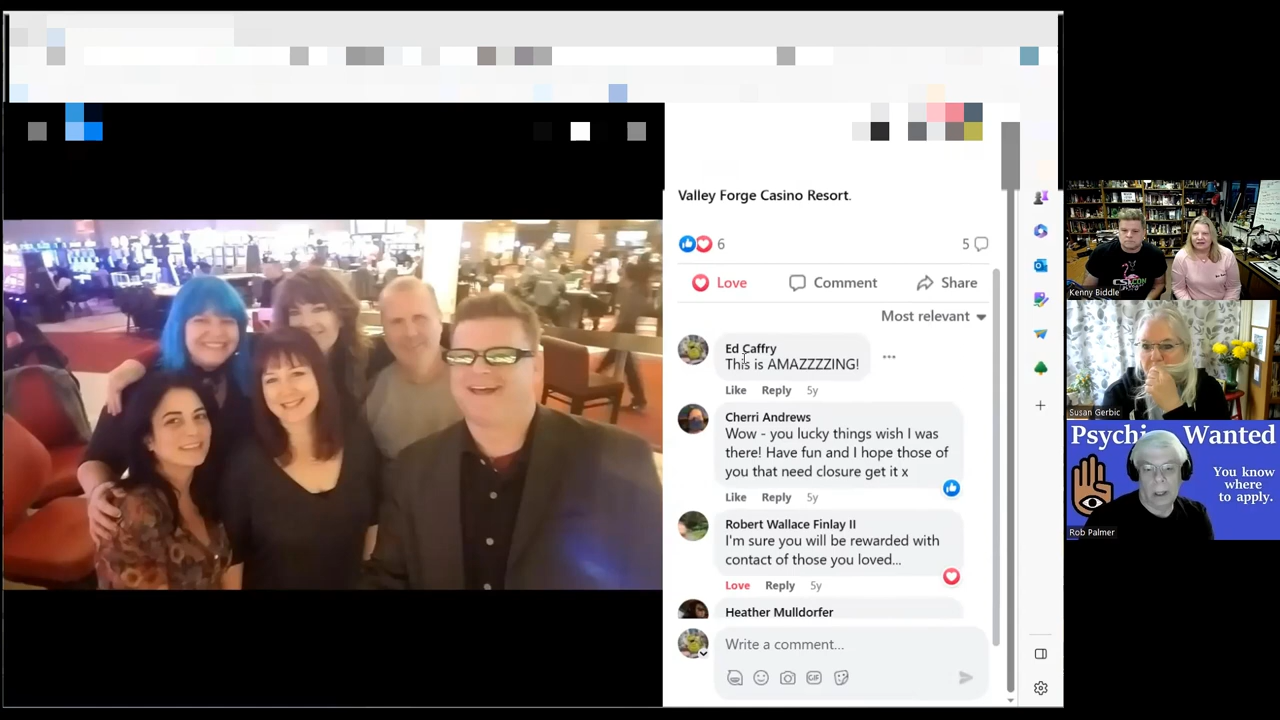 Valley Forge Casino Resort.
6
5
Love Comment Share
Most relevant
Ed Caffry
This is AMAZZZZING!
Like Reply 5y
Cherri Andrews
Wow - you lucky things wish I was
there! Have fun and I hope those of
you that need closure get it x
Like Reply 5y
Robert Wallace Finlay II
I'm sure you will be rewarded with
contact of those you loved...
Love Reply 5y
Heather Mulldorfer
Write a comment...
GIF
Kenny Biddle
Susan Gerbic
Wanted
You know
where
to apply.
Rob Palmer